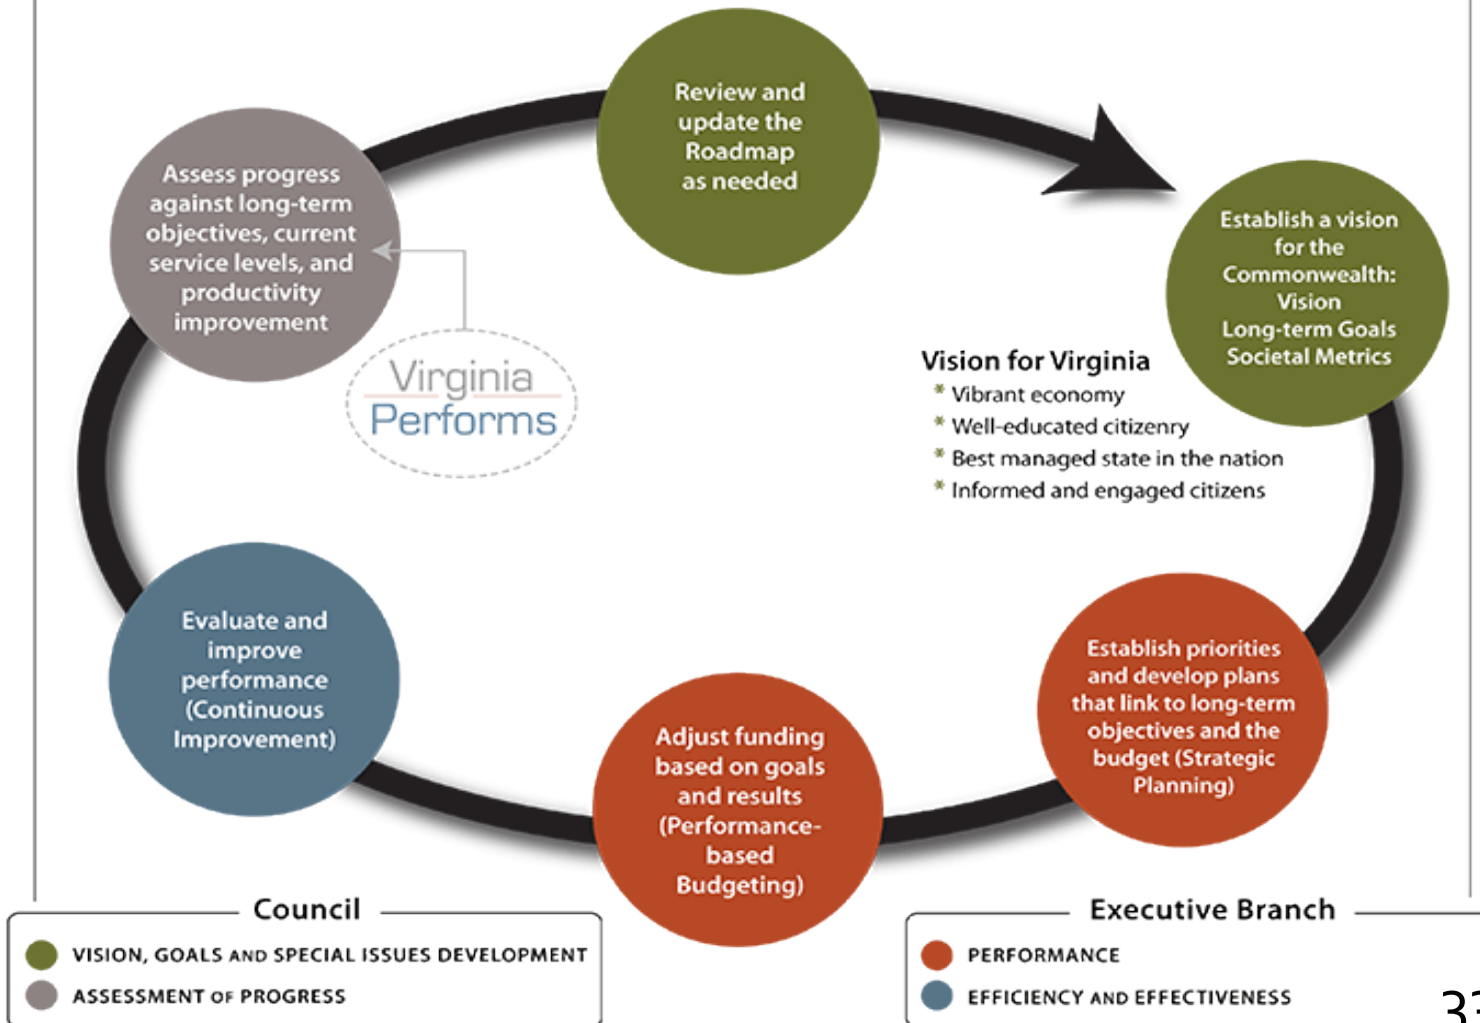 Review and
update the
Roadmap
as needed
Assess progress
against long-term
objectives, current
service levels, and
productivity
improvement
Establish a vision
for the
Commonwealth:
Vision
Long-term Goals
Societal Metrics
Virginia
Performs
Vision for Virginia
* Vibrant economy
* Well-educated citizenry
* Best managed state in the nation
* Informed and engaged citizens
Evaluate and
improve
performance
(Continuous
Improvement)
Adjust funding
based on goals
and results
(Performance-
based
Budgeting)
Establish priorities
and develop plans
that link to long-term
objectives and the
budget (Strategic
Planning)
Council
VISION, GOALS AND SPECIAL ISSUES DEVELOPMENT
ASSESSMENT OF PROGRESS
Executive Branch
PERFORMANCE
EFFICIENCY AND EFFECTIVENESS